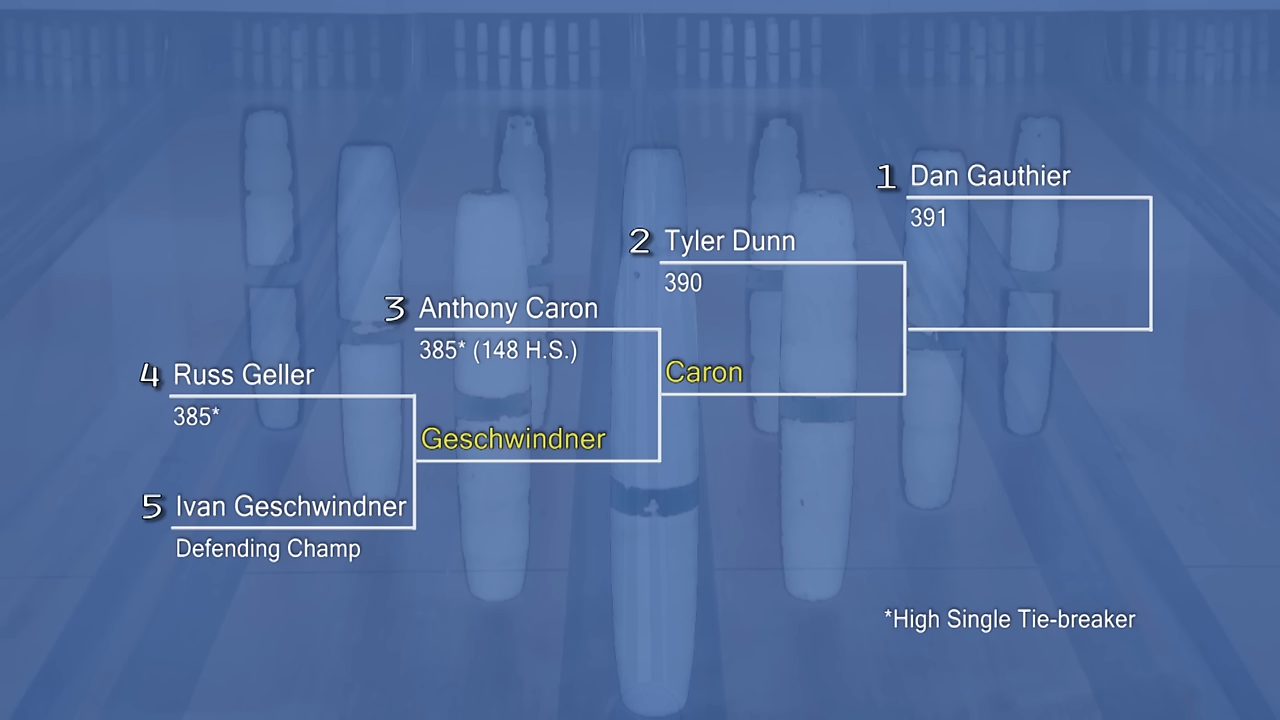 1 Dan Gauthier
391
2 Tyler Dunn
390
3 Anthony Caron
385* (148 H.S.)
Caron
4 Russ Geller
385*
Geschwindner
5 Ivan Geschwindner
Defending Champ
*High Single Tie-breaker